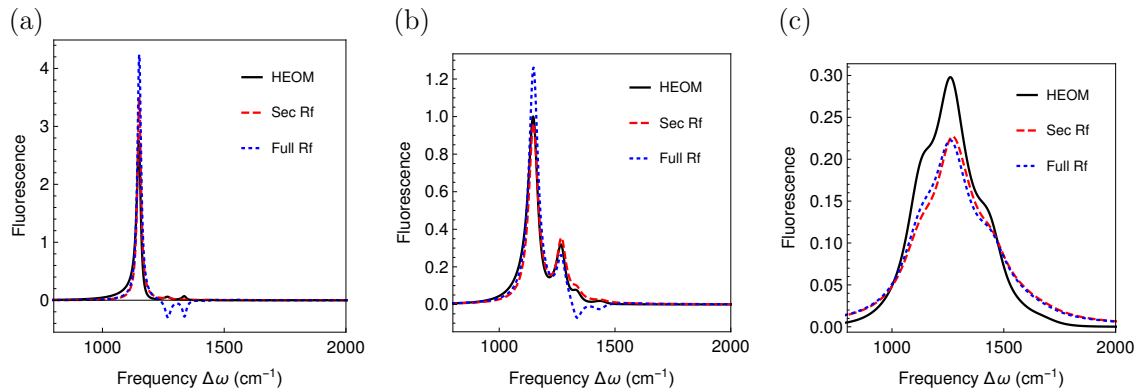 (a)
4
3
2
1
0
Fluorescence
HEOM
Sec Rf
Full Rf
1000
1500
2000
Frequency Δω (cm⁻¹)
(b)
1.2
1.0
0.8
0.6
0.4
0.2
0.0
Fluorescence
HEOM
Sec Rf
Full Rf
1000
1500
2000
Frequency Δω (cm⁻¹)
(c)
0.30
0.25
0.20
0.15
0.10
0.05
0.00
Fluorescence
HEOM
Sec Rf
Full Rf
1000
1500
2000
Frequency Δω (cm⁻¹)